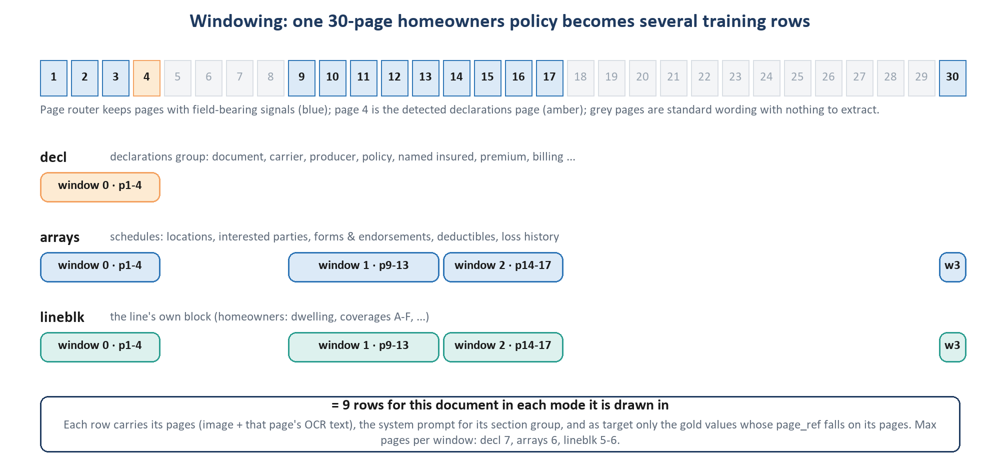 Windowing: one 30-page homeowners policy becomes several training rows
1 2 3 4 5 6 7 8 9 10 11 12 13 14 15 16 17 18 19 20 21 22 23 24 25 26 27 28 29 30
Page router keeps pages with field-bearing signals (blue); page 4 is the detected declarations page (amber); grey pages are standard wording with nothing to extract.
decl declarations group: document, carrier, producer, policy, named insured, premium, billing ...
window 0 · p1-4
arrays schedules: locations, interested parties, forms & endorsements, deductibles, loss history
window 0 · p1-4 window 1 · p9-13 window 2 · p14-17 w3
lineblk the line's own block (homeowners: dwelling, coverages A-F, ...)
window 0 · p1-4 window 1 · p9-13 window 2 · p14-17 w3
= 9 rows for this document in each mode it is drawn in
Each row carries its pages (image + that page's OCR text), the system prompt for its section group, and as target only the gold values whose page_ref falls on its pages. Max
pages per window: decl 7, arrays 6, lineblk 5-6.